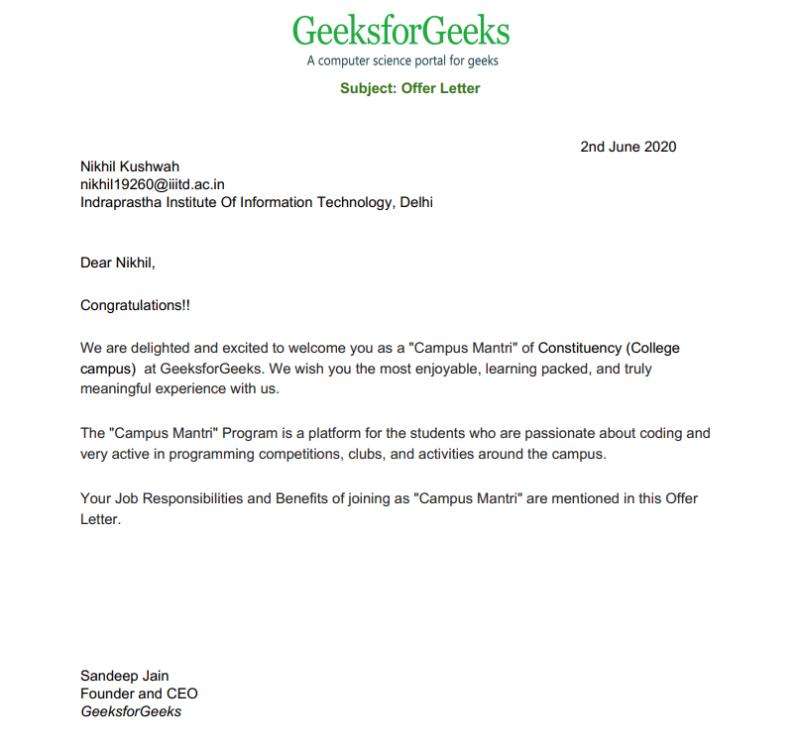 GeeksforGeeks
A computer science portal for geeks
Subject: Offer Letter
2nd June 2020
Nikhil Kushwah
nikhil19260@iiitd.ac.in
Indraprastha Institute Of Information Technology, Delhi
Dear Nikhil,
Congratulations!!
We are delighted and excited to welcome you as a "Campus Mantri" of Constituency (College
campus)  at GeeksforGeeks. We wish you the most enjoyable, learning packed, and truly
meaningful experience with us.
The "Campus Mantri" Program is a platform for the students who are passionate about coding and
very active in programming competitions, clubs, and activities around the campus.
Your Job Responsibilities and Benefits of joining as "Campus Mantri" are mentioned in this Offer
Letter.
Sandeep Jain
Founder and CEO
GeeksforGeeks